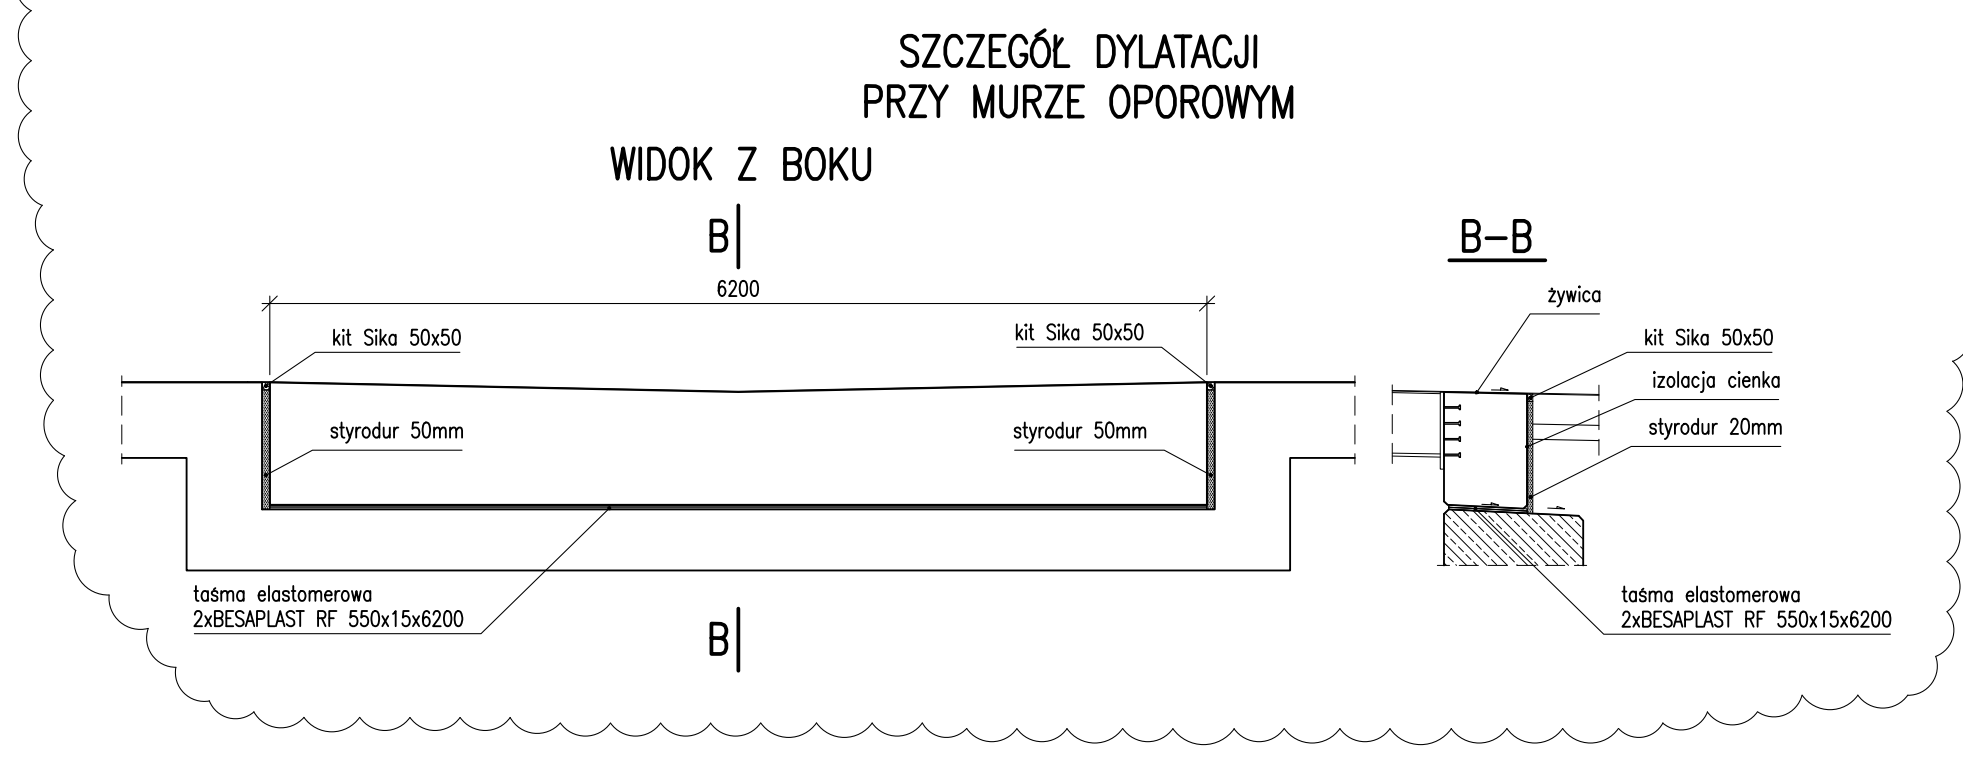 SZCZEGÓŁ DYLATACJI
PRZY MURZE OPOROWYM
WIDOK Z BOKU
B
6200
kit Sika 50x50
kit Sika 50x50
styrodur 50mm
styrodur 50mm
taśma elastomerowa
2xBESAPLAST RF 550x15x6200
B
B-B
żywica
kit Sika 50x50
izolacja cienka
styrodur 20mm
taśma elastomerowa
2xBESAPLAST RF 550x15x6200